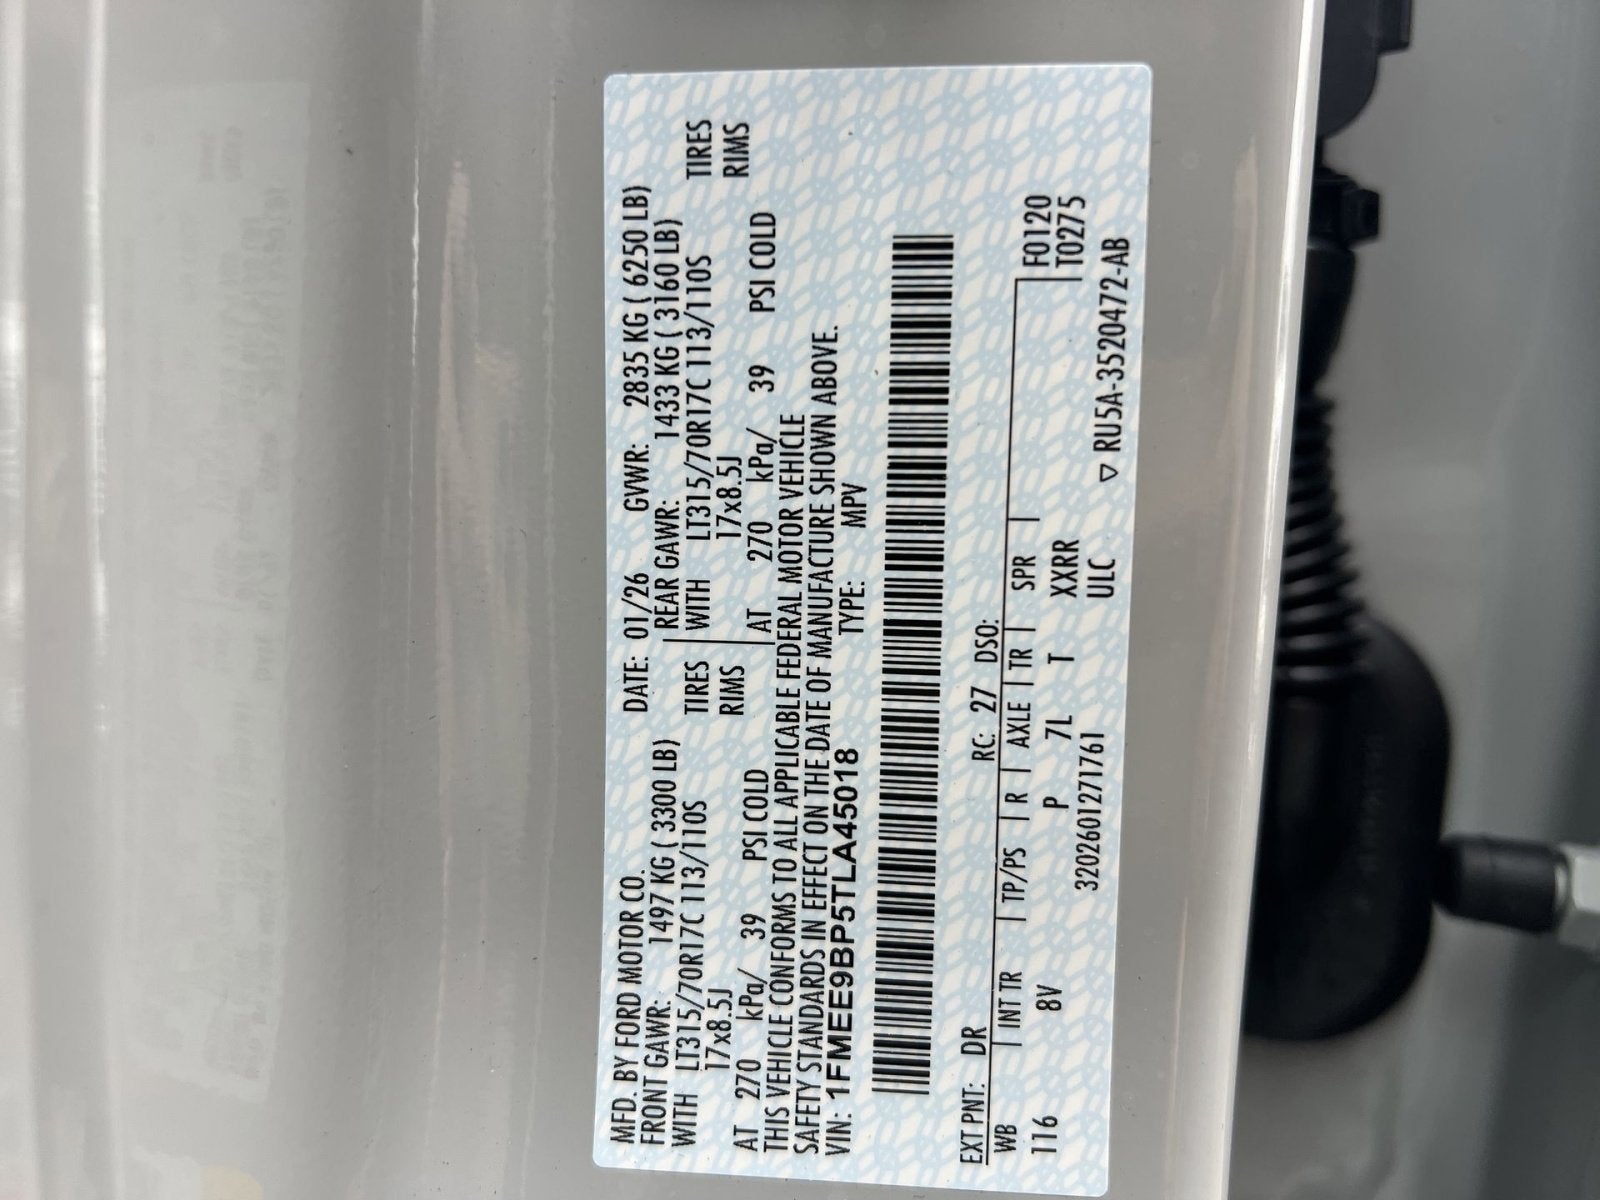 MFD. BY FORD MOTOR CO. DATE: 01/26 GVWR: 2835 KG ( 6250 LB)
FRONT GAWR: 1497 KG ( 3300 LB) REAR GAWR: 1433 KG ( 3160 LB)
WITH LT315/70R17C 113/110S TIRES WITH LT315/70R17C 113/110S TIRES
17x8.5J RIMS 17x8.5J RIMS
AT 270 kPa/ 39 PSI COLD AT 270 kPa/ 39 PSI COLD
THIS VEHICLE CONFORMS TO ALL APPLICABLE FEDERAL MOTOR VEHICLE
SAFETY STANDARDS IN EFFECT ON THE DATE OF MANUFACTURE SHOWN ABOVE.
VIN: 1FMEE9BP5TLA45018 TYPE: MPV
EXT PNT: DR RC: 27 DSO:
WB INT TR TP/PS R AXLE TR SPR F0120
116 8V P 7L T XXRR T0275
3202601271761 ULC ▽ RU5A-3520472-AB